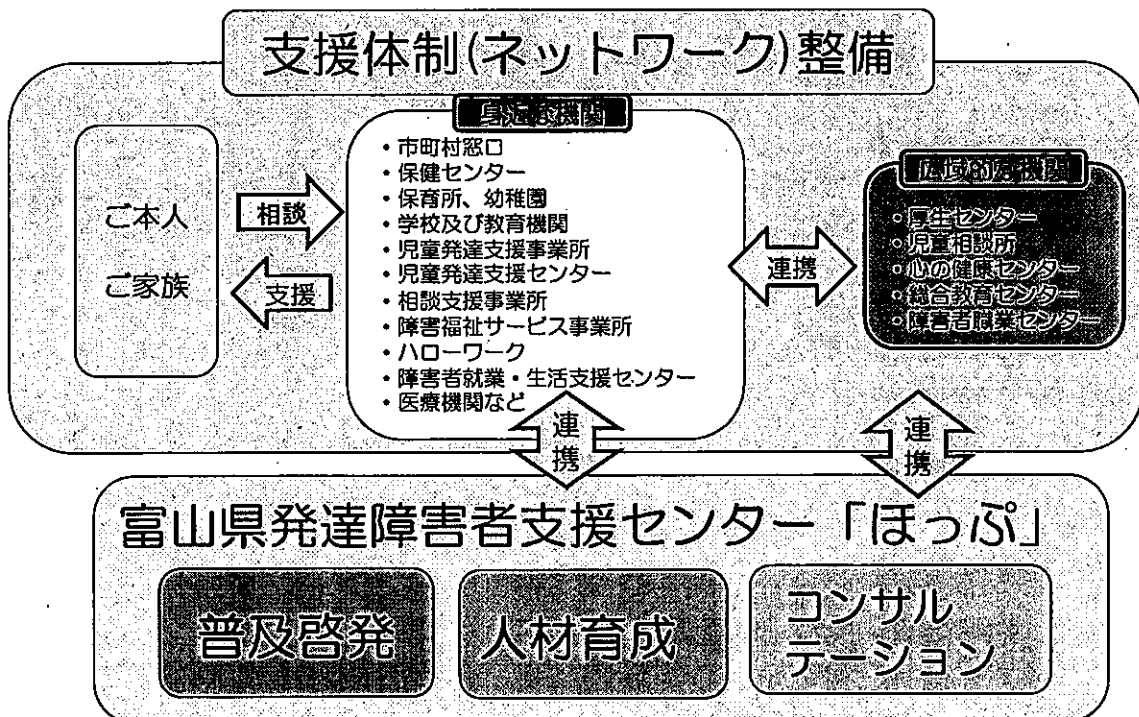 支援体制(ネットワーク)整備
ご本人
ご家族
相談
支援
身近な機関
・市町村窓口
・保健センター
・保育所、幼稚園
・学校及び教育機関
・児童発達支援事業所
・児童発達支援センター
・相談支援事業所
・障害福祉サービス事業所
・ハローワーク
・障害者就業・生活支援センター
・医療機関など
連携
広域的な機関
・厚生センター
・児童相談所
・心の健康センター
・総合教育センター
・障害者職業センター
連携
連携
富山県発達障害者支援センター「ほっぷ」
普及啓発
人材育成
コンサル
テーション